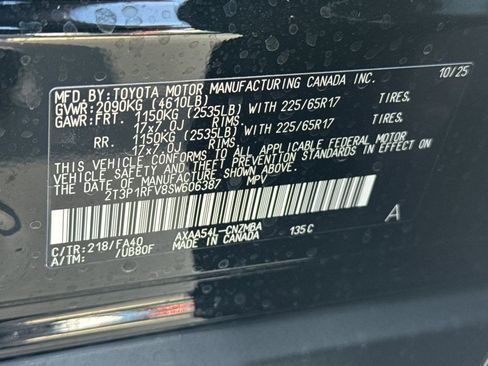 MFD.BY:TOYOTA MOTOR MANUFACTURING CANADA INC. 10/25
GVWR:2090KG (4610LB)
GAWR:FRT. 1150KG (2535LB) WITH 225/65R17 TIRES,
17x7.0J RIMS
RR. 1150KG (2535LB) WITH 225/65R17 TIRES,
17x7.0J RIMS
THIS VEHICLE CONFORMS TO ALL APPLICABLE FEDERAL MOTOR
VEHICLE SAFETY AND THEFT PREVENTION STANDARDS IN EFFECT ON
THE DATE OF MANUFACTURE SHOWN ABOVE.
2T3P1RFV8SW606387 MPV
A
C/TR:218/FA40 AXAA54L-CNZMBA 135C
A/TM: /UB80F MADE IN CANADA